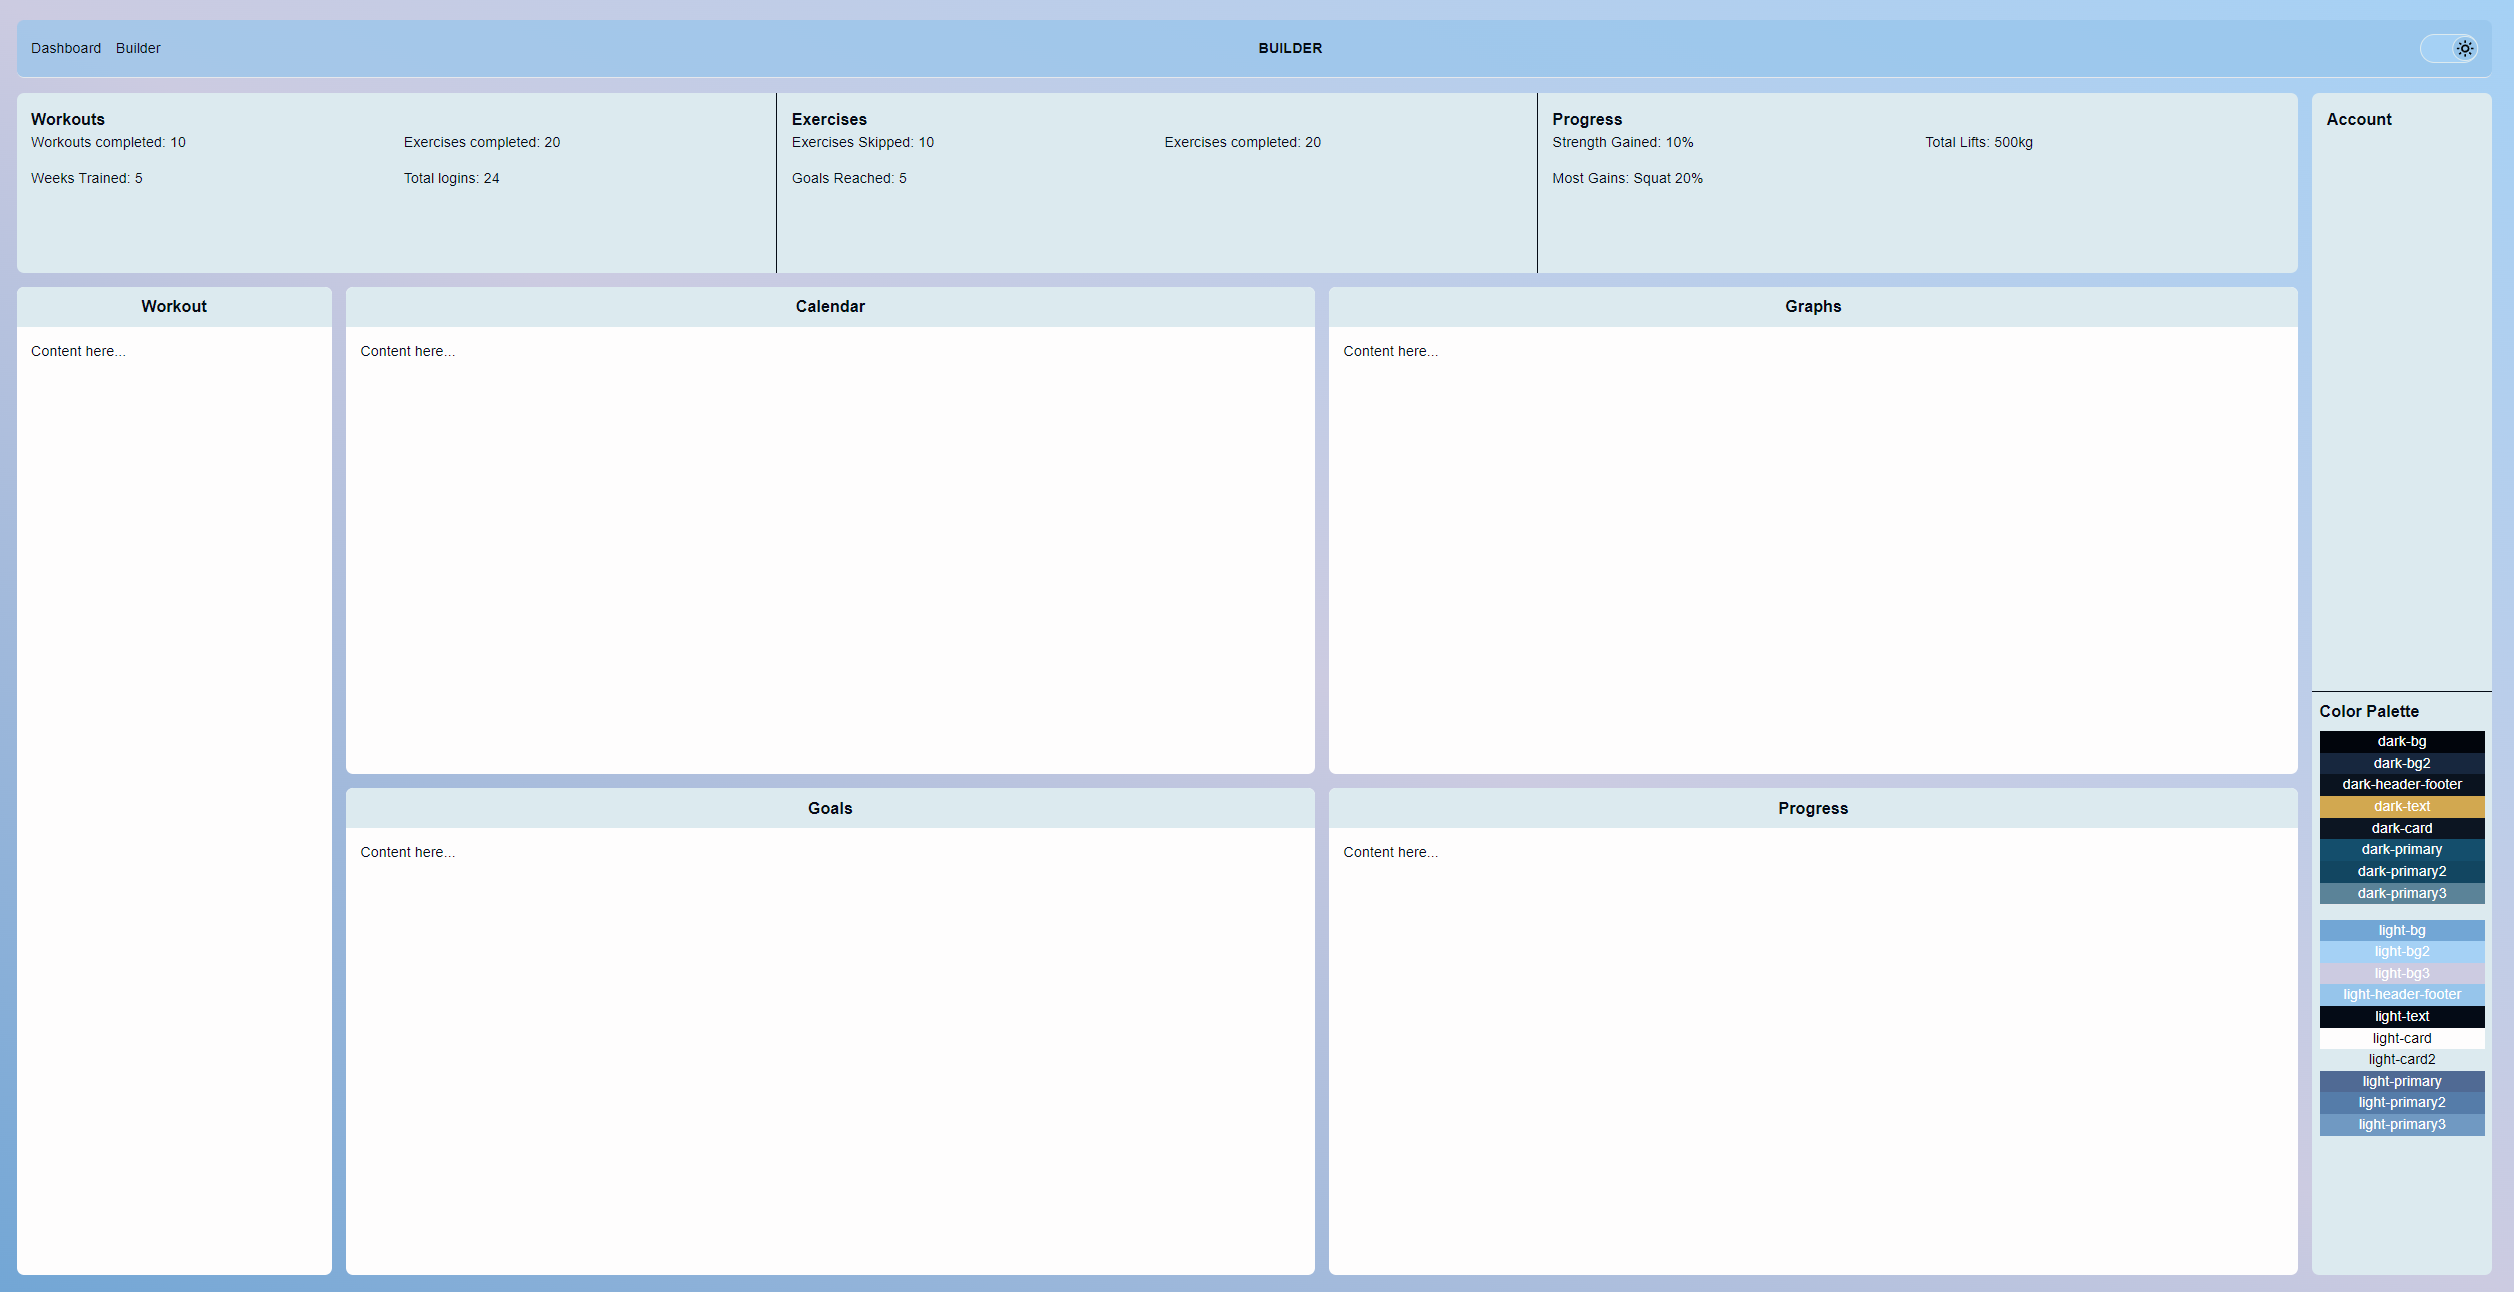 Dashboard Builder BUILDER
Workouts
Workouts completed: 10 Exercises completed: 20
Weeks Trained: 5 Total logins: 24
Exercises
Exercises Skipped: 10 Exercises completed: 20
Goals Reached: 5
Progress
Strength Gained: 10% Total Lifts: 500kg
Most Gains: Squat 20%
Account
Workout
Content here...
Calendar
Content here...
Graphs
Content here...
Goals
Content here...
Progress
Content here...
Color Palette
dark-bg
dark-bg2
dark-header-footer
dark-text
dark-card
dark-primary
dark-primary2
dark-primary3
light-bg
light-bg2
light-bg3
light-header-footer
light-text
light-card
light-card2
light-primary
light-primary2
light-primary3